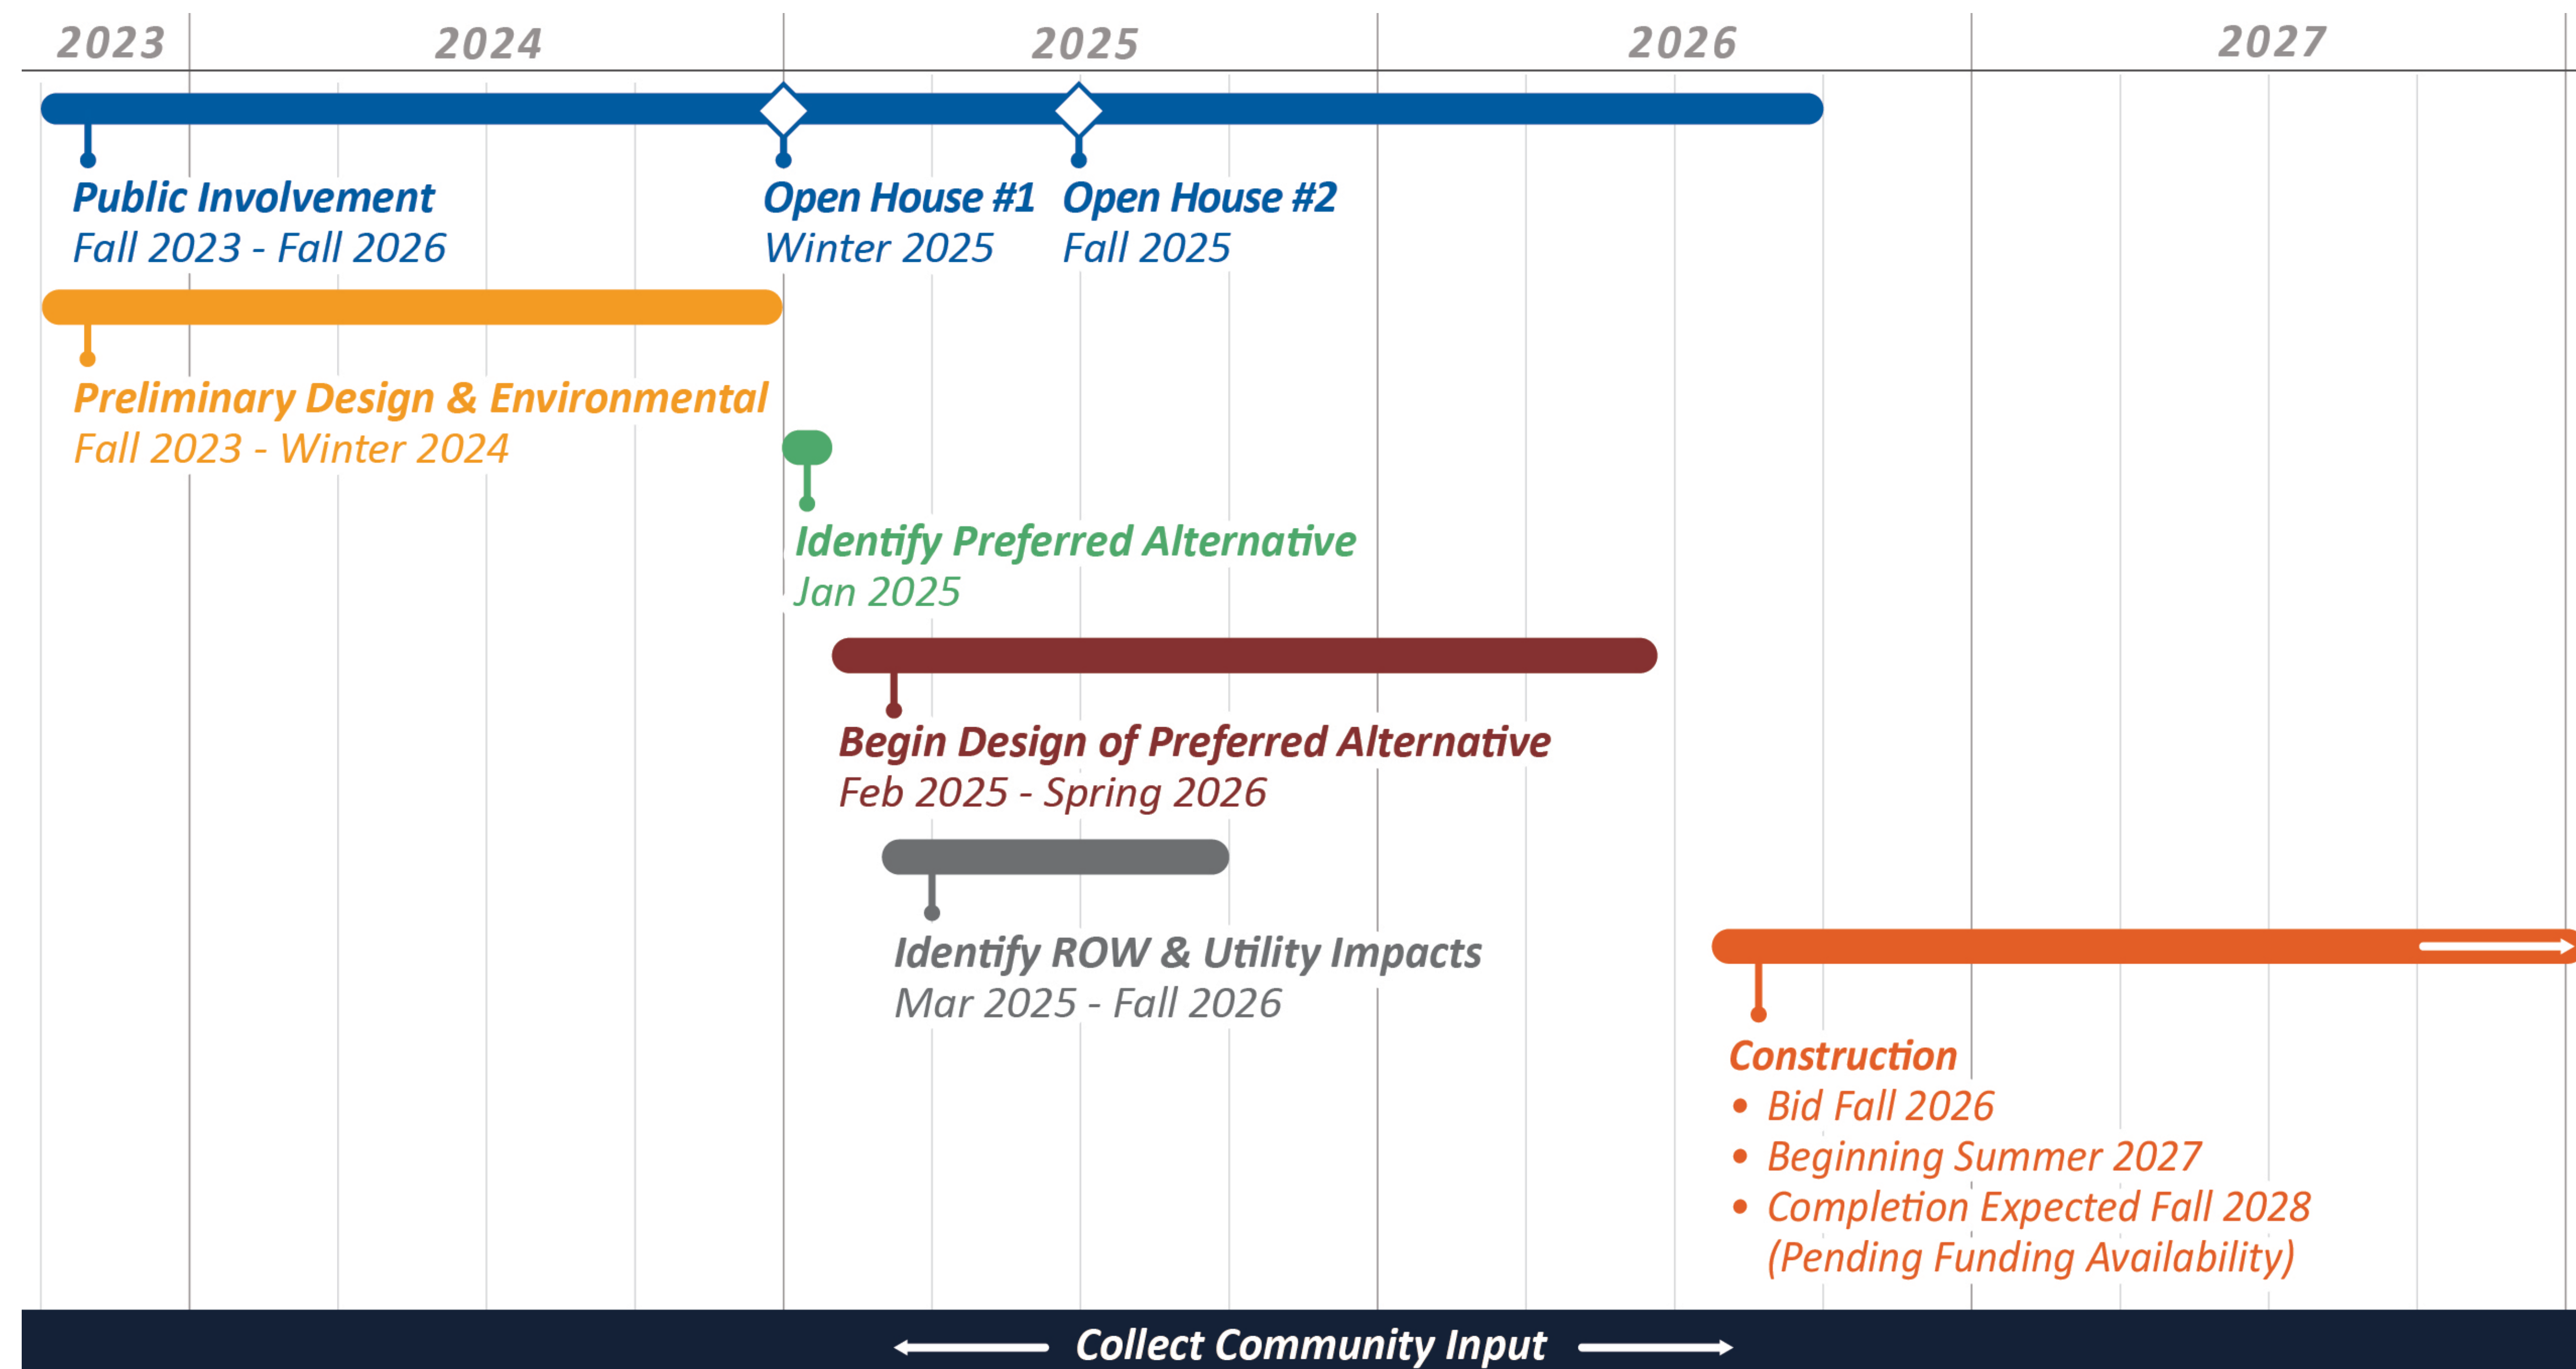 2023 2024 2025 2026 2027
Public Involvement
Fall 2023 - Fall 2026
Open House #1
Winter 2025
Open House #2
Fall 2025
Preliminary Design & Environmental
Fall 2023 - Winter 2024
Identify Preferred Alternative
Jan 2025
Begin Design of Preferred Alternative
Feb 2025 - Spring 2026
Identify ROW & Utility Impacts
Mar 2025 - Fall 2026
Construction
• Bid Fall 2026
• Beginning Summer 2027
• Completion Expected Fall 2028
(Pending Funding Availability)
Collect Community Input